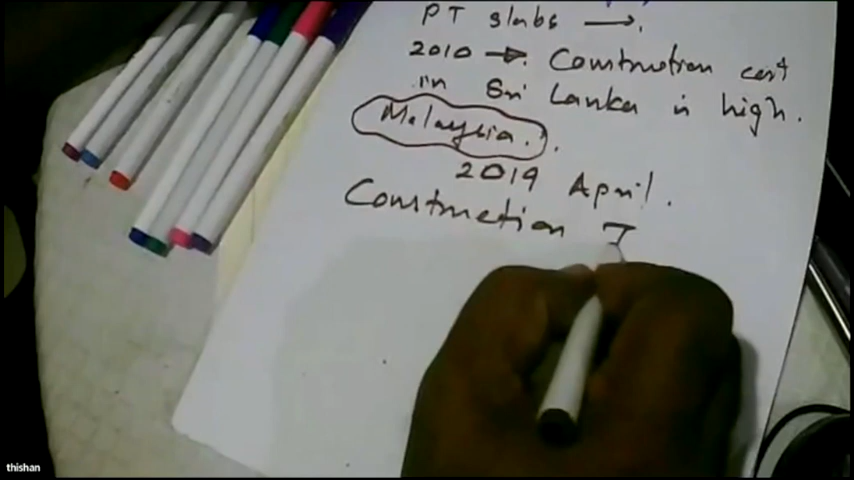 PT slabs →.
2010 → Construction cost
in Sri Lanka is high.
Malaysia.
2019 April.
Construction I
thishan